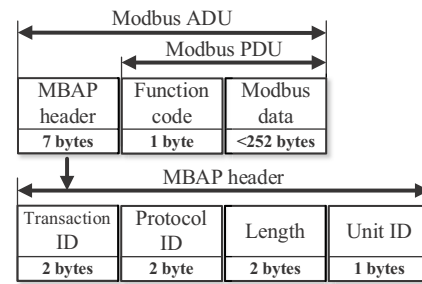 Modbus ADU
Modbus PDU
MBAP Function Modbus
header code data
7 bytes 1 byte <252 bytes
MBAP header
Transaction Protocol Length Unit ID
ID ID
2 bytes 2 byte 2 bytes 1 bytes